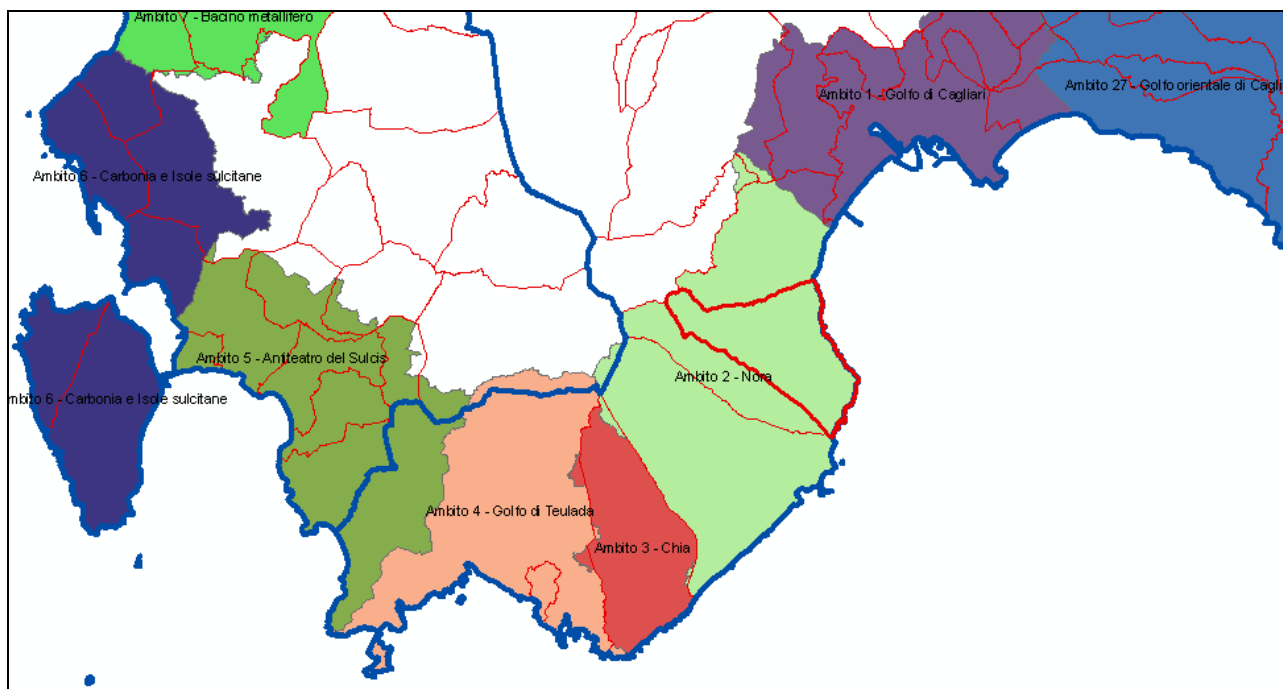 Ambito 7 - Bacino metallifero
Ambito 1 - Golfo di Cagliari
Ambito 27 - Golfo orientale di Cagli
Ambito 6 - Carbonia e Isole sulcitane
Ambito 5 - Anfiteatro del Sulcis
Ambito 2 - Nora
mbito 6 - Carbonia e Isole sulcitane
Ambito 4 - Golfo di Teulada
Ambito 3 - Chia